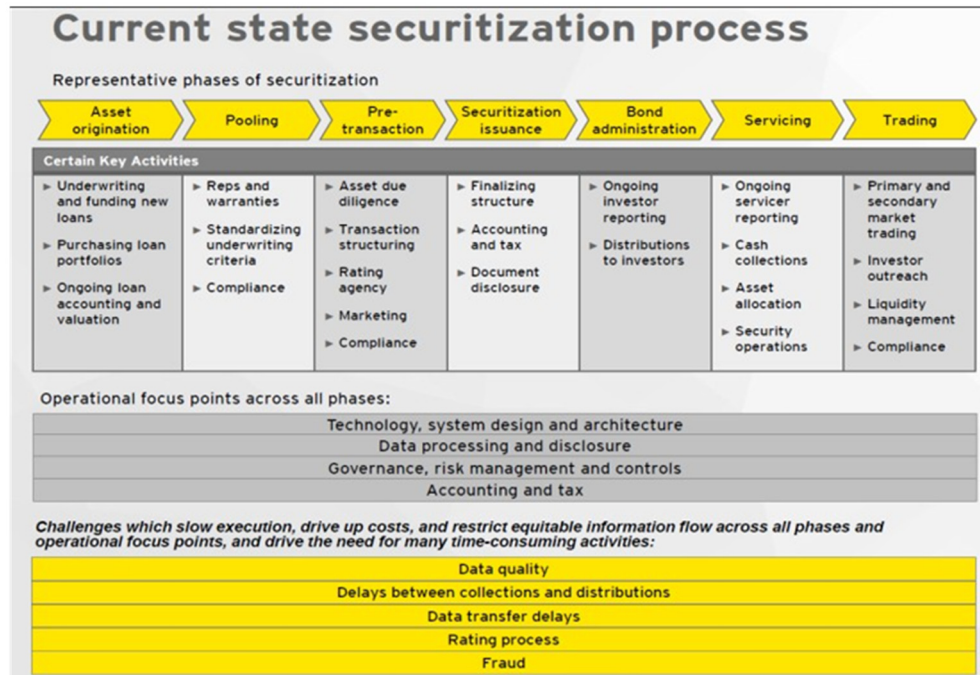 Current state securitization process
Representative phases of securitization
Asset
origination
Pooling
Pre-
transaction
Securitization
issuance
Bond
administration
Servicing
Trading
Certain Key Activities
► Underwriting
and funding new
loans
► Purchasing loan
portfolios
► Ongoing loan
accounting and
valuation
► Reps and
warranties
► Standardizing
underwriting
criteria
► Compliance
► Asset due
diligence
► Transaction
structuring
► Rating
agency
► Marketing
► Compliance
► Finalizing
structure
► Accounting
and tax
► Document
disclosure
► Ongoing
investor
reporting
► Distributions
to investors
► Ongoing
servicer
reporting
► Cash
collections
► Asset
allocation
► Security
operations
► Primary and
secondary
market
trading
► Investor
outreach
► Liquidity
management
► Compliance
Operational focus points across all phases:
Technology, system design and architecture
Data processing and disclosure
Governance, risk management and controls
Accounting and tax
Challenges which slow execution, drive up costs, and restrict equitable information flow across all phases and
operational focus points, and drive the need for many time-consuming activities:
Data quality
Delays between collections and distributions
Data transfer delays
Rating process
Fraud